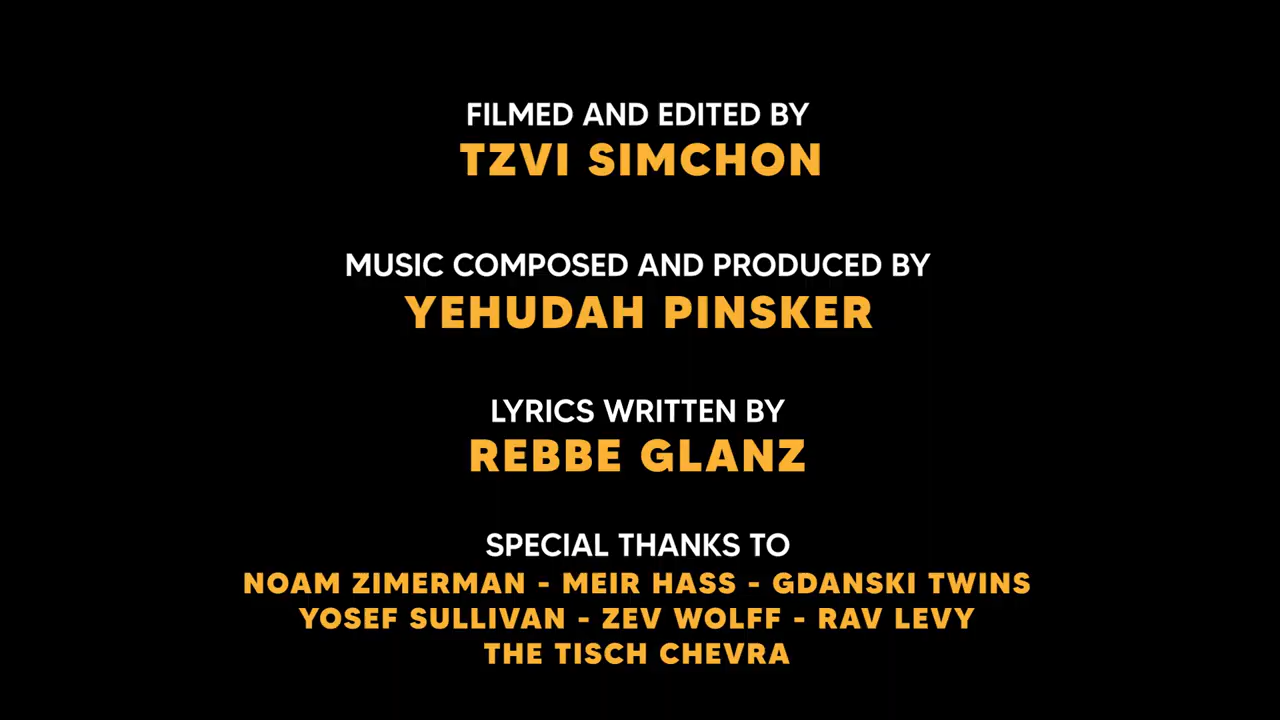 FILMED AND EDITED BY
TZVI SIMCHON
MUSIC COMPOSED AND PRODUCED BY
YEHUDAH PINSKER
LYRICS WRITTEN BY
REBBE GLANZ
SPECIAL THANKS TO
NOAM ZIMERMAN - MEIR HASS - GDANSKI TWINS
YOSEF SULLIVAN - ZEV WOLFF - RAV LEVY
THE TISCH CHEVRA